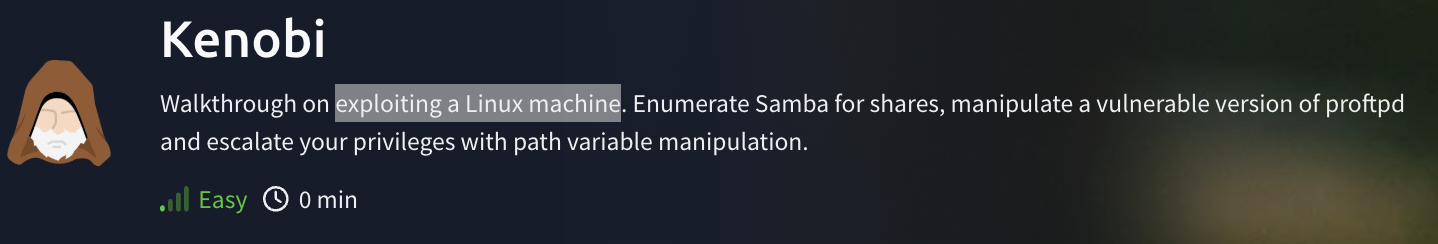 Kenobi
Walkthrough on exploiting a Linux machine. Enumerate Samba for shares, manipulate a vulnerable version of proftpd
and escalate your privileges with path variable manipulation.
Easy 0 min